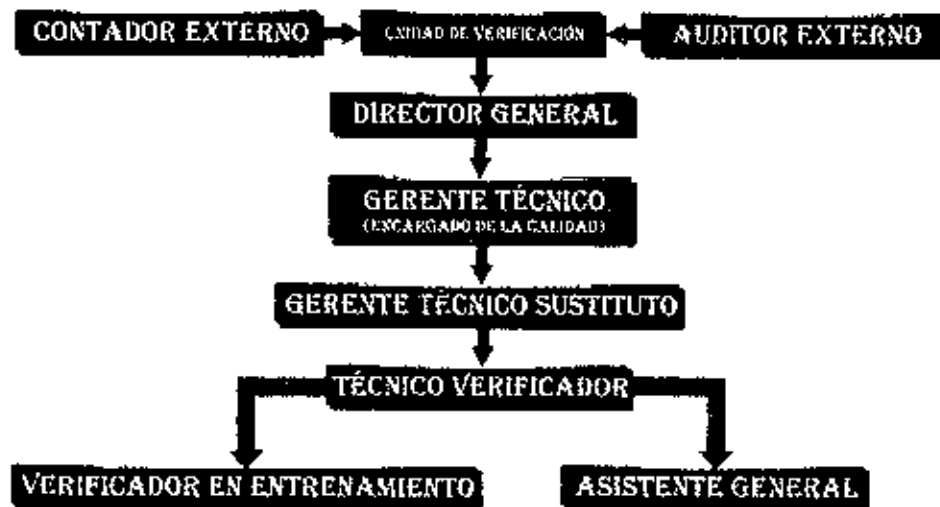 CONTADOR EXTERNO
UNIDAD DE VERIFICACIÓN
AUDITOR EXTERNO
DIRECTOR GENERAL
GERENTE TÉCNICO
(ENCARGADO DE LA CALIDAD)
GERENTE TÉCNICO SUSTITUTO
TÉCNICO VERIFICADOR
VERIFICADOR EN ENTRENAMIENTO
ASISTENTE GENERAL